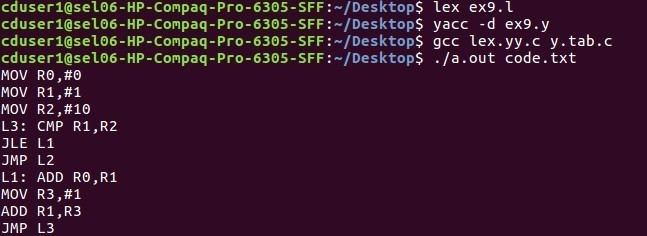 cduser1@sel06-HP-Compaq-Pro-6305-SFF:~/Desktop$ lex ex9.l
cduser1@sel06-HP-Compaq-Pro-6305-SFF:~/Desktop$ yacc -d ex9.y
cduser1@sel06-HP-Compaq-Pro-6305-SFF:~/Desktop$ gcc lex.yy.c y.tab.c
cduser1@sel06-HP-Compaq-Pro-6305-SFF:~/Desktop$ ./a.out code.txt
MOV R0,#0
MOV R1,#1
MOV R2,#10
L3: CMP R1,R2
JLE L1
JMP L2
L1: ADD R0,R1
MOV R3,#1
ADD R1,R3
JMP L3